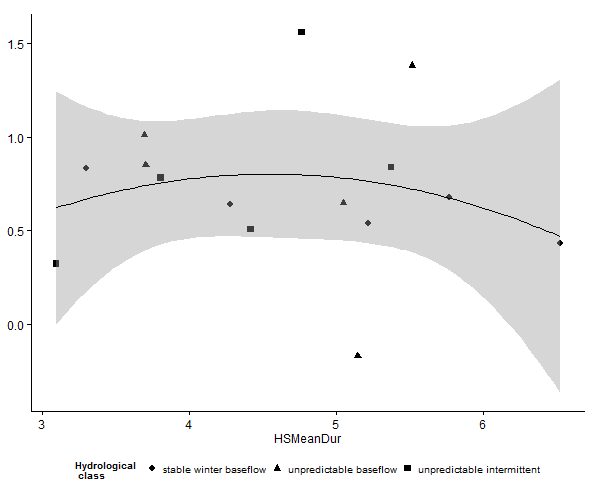 1.5
1.0
0.5
0.0
3 4 5 6
HSMeanDur
Hydrological
class
stable winter baseflow unpredictable baseflow unpredictable intermittent